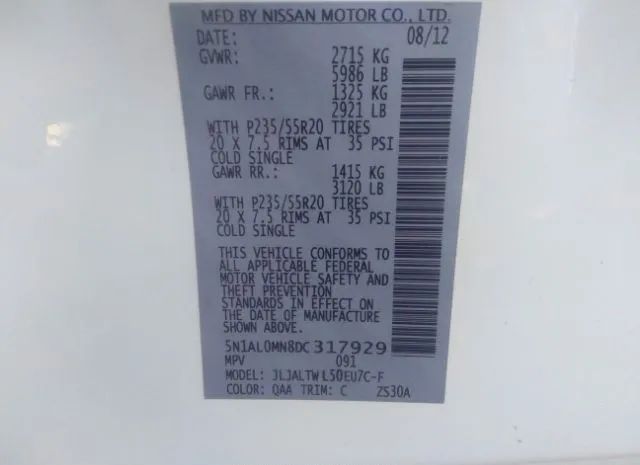 MFD BY NISSAN MOTOR CO., LTD.
DATE: 08/12
GVWR: 2715 KG
5986 LB
GAWR FR.: 1325 KG
2921 LB
WITH P235/55R20 TIRES
20 X 7.5 RIMS AT 35 PSI
COLD SINGLE
GAWR RR.: 1415 KG
3120 LB
WITH P235/55R20 TIRES
20 X 7.5 RIMS AT 35 PSI
COLD SINGLE
THIS VEHICLE CONFORMS TO
ALL APPLICABLE FEDERAL
MOTOR VEHICLE SAFETY AND
THEFT PREVENTION
STANDARDS IN EFFECT ON
THE DATE OF MANUFACTURE
SHOWN ABOVE.
5N1AL0MN8DC317929
MPV 091
MODEL: JLJALTWL50EU7C-F
COLOR: QAA TRIM: C ZS30A